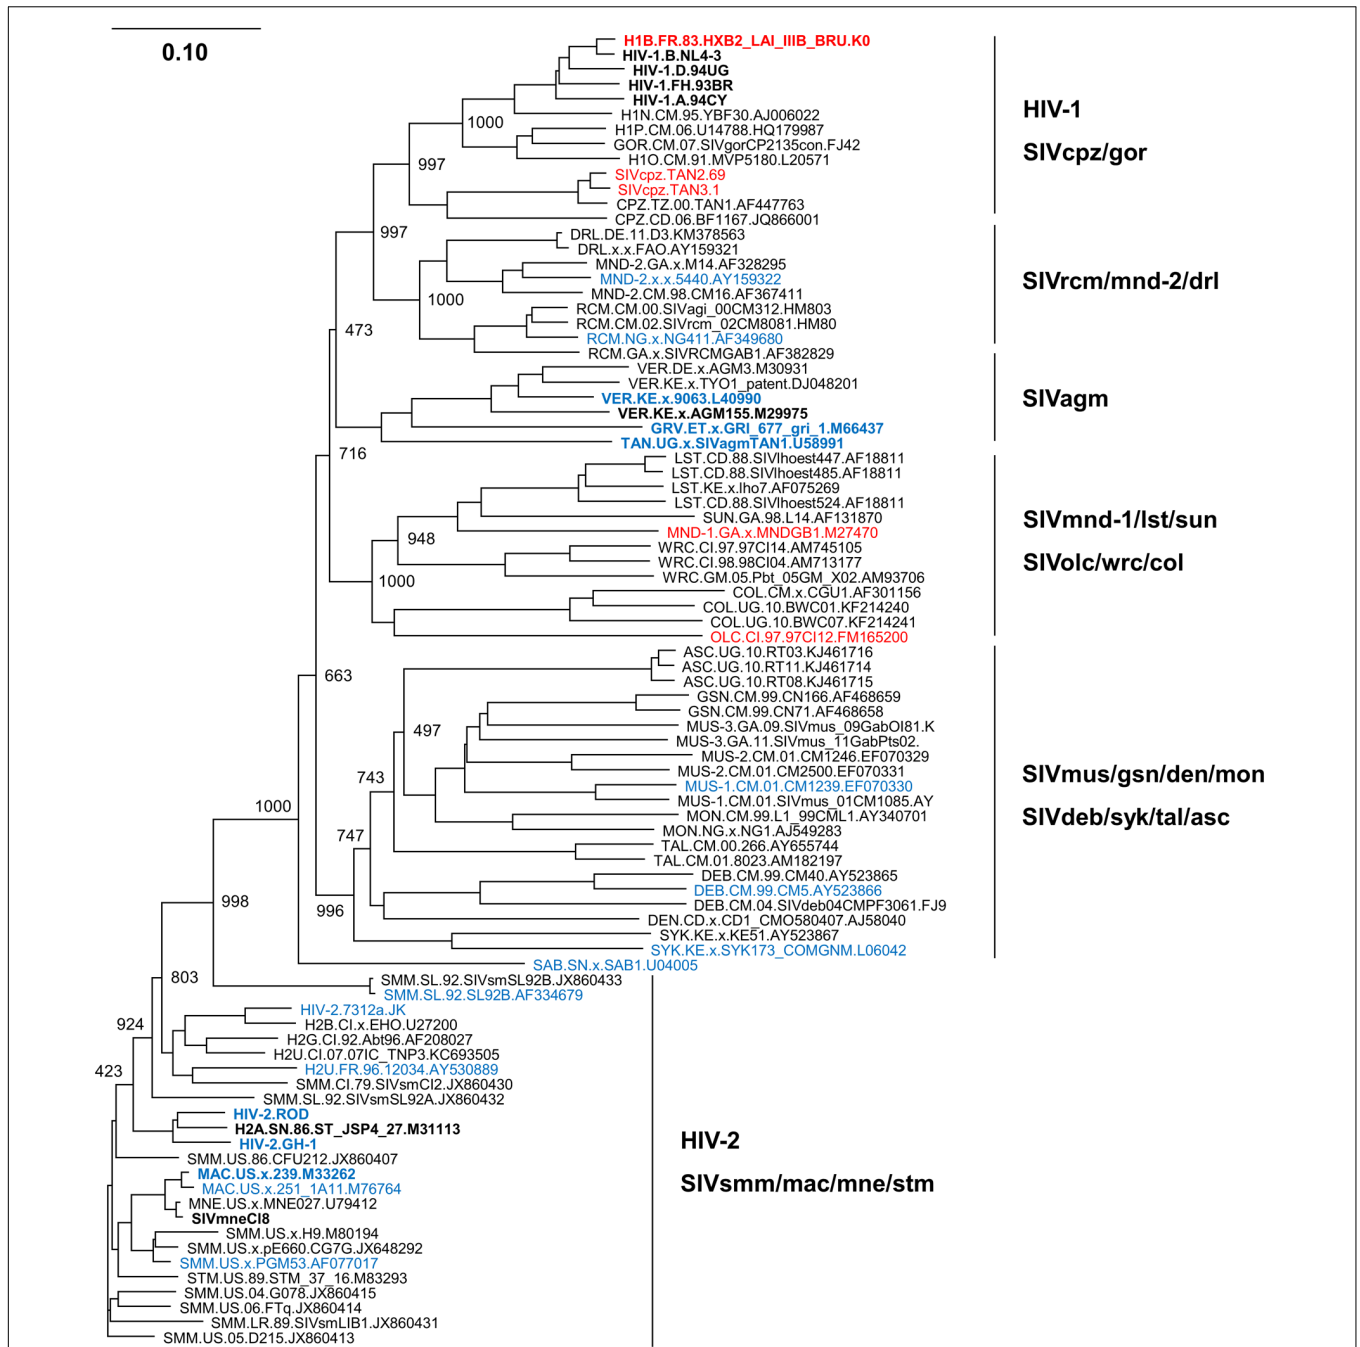 0.10
H1B.FR.83.HXB2_LAI_IIIB_BRU.K0
HIV-1.B.NL4-3
HIV-1.D.94UG
HIV-1.FH.93BR
HIV-1.A.94CY
H1N.CM.95.YBF30.AJ006022
H1P.CM.06.U14788.HQ179987
GOR.CM.07.SIVgorCP2135con.FJ42
H1O.CM.91.MVP5180.L20571
SIVcpz.TAN2.69
SIVcpz.TAN3.1
CPZ.TZ.00.TAN1.AF447763
CPZ.CD.06.BF1167.JQ866001
DRL.DE.11.D3.KM378563
DRL.x.x.FAO.AY159321
MND-2.GA.x.M14.AF328295
MND-2.x.x.5440.AY159322
MND-2.CM.98.CM16.AF367411
RCM.CM.00.SIVagi_00CM312.HM803
RCM.CM.02.SIVrcm_02CM8081.HM80
RCM.NG.x.NG411.AF349680
RCM.GA.x.SIVRCMGAB1.AF382829
VER.DE.x.AGM3.M30931
VER.KE.x.TYO1_patent.DJ048201
VER.KE.x.9063.L40990
VER.KE.x.AGM155.M29975
GRV.ET.x.GRI_677_gri_1.M66437
TAN.UG.x.SIVagmTAN1.U58991
LST.CD.88.SIVlhoest447.AF18811
LST.CD.88.SIVlhoest485.AF18811
LST.KE.x.lho7.AF075269
LST.CD.88.SIVlhoest524.AF18811
SUN.GA.98.L14.AF131870
MND-1.GA.x.MNDGB1.M27470
WRC.CI.97.97CI14.AM745105
WRC.CI.98.98CI04.AM713177
WRC.GM.05.Pbt_05GM_X02.AM93706
COL.CM.x.CGU1.AF301156
COL.UG.10.BWC01.KF214240
COL.UG.10.BWC07.KF214241
OLC.CI.97.97CI12.FM165200
ASC.UG.10.RT03.KJ461716
ASC.UG.10.RT11.KJ461714
ASC.UG.10.RT08.KJ461715
GSN.CM.99.CN166.AF468659
GSN.CM.99.CN71.AF468658
MUS-3.GA.09.SIVmus_09GabOI81.K
MUS-3.GA.11.SIVmus_11GabPts02.
MUS-2.CM.01.CM1246.EF070329
MUS-2.CM.01.CM2500.EF070331
MUS-1.CM.01.CM1239.EF070330
MUS-1.CM.01.SIVmus_01CM1085.AY
MON.CM.99.L1_99CML1.AY340701
MON.NG.x.NG1.AJ549283
TAL.CM.00.266.AY655744
TAL.CM.01.8023.AM182197
DEB.CM.99.CM40.AY523865
DEB.CM.99.CM5.AY523866
DEB.CM.04.SIVdeb04CMPF3061.FJ9
DEN.CD.x.CD1_CMO580407.AJ58040
SYK.KE.x.KE51.AY523867
SYK.KE.x.SYK173_COMGNM.L06042
SAB.SN.x.SAB1.U04005
SMM.SL.92.SIVsmSL92B.JX860433
SMM.SL.92.SL92B.AF334679
HIV-2.7312a.JK
H2B.CI.x.EHO.U27200
H2G.CI.92.Abt96.AF208027
H2U.CI.07.07IC_TNP3.KC693505
H2U.FR.96.12034.AY530889
SMM.CI.79.SIVsmCI2.JX860430
SMM.SL.92.SIVsmSL92A.JX860432
HIV-2.ROD
H2A.SN.86.ST_JSP4_27.M31113
HIV-2.GH-1
SMM.US.86.CFU212.JX860407
MAC.US.x.239.M33262
MAC.US.x.251_1A11.M76764
MNE.US.x.MNE027.U79412
SIVmneCl8
SMM.US.x.H9.M80194
SMM.US.x.pE660.CG7G.JX648292
SMM.US.x.PGM53.AF077017
STM.US.89.STM_37_16.M83293
SMM.US.04.G078.JX860415
SMM.US.06.FTq.JX860414
SMM.LR.89.SIVsmLIB1.JX860431
SMM.US.05.D215.JX860413
1000
997
997
1000
473
716
948
1000
663
497
743
1000
747
998
996
803
924
423
HIV-1
SIVcpz/gor
SIVrcm/mnd-2/drl
SIVagm
SIVmnd-1/lst/sun
SIVolc/wrc/col
SIVmus/gsn/den/mon
SIVdeb/syk/tal/asc
HIV-2
SIVsmm/mac/mne/stm